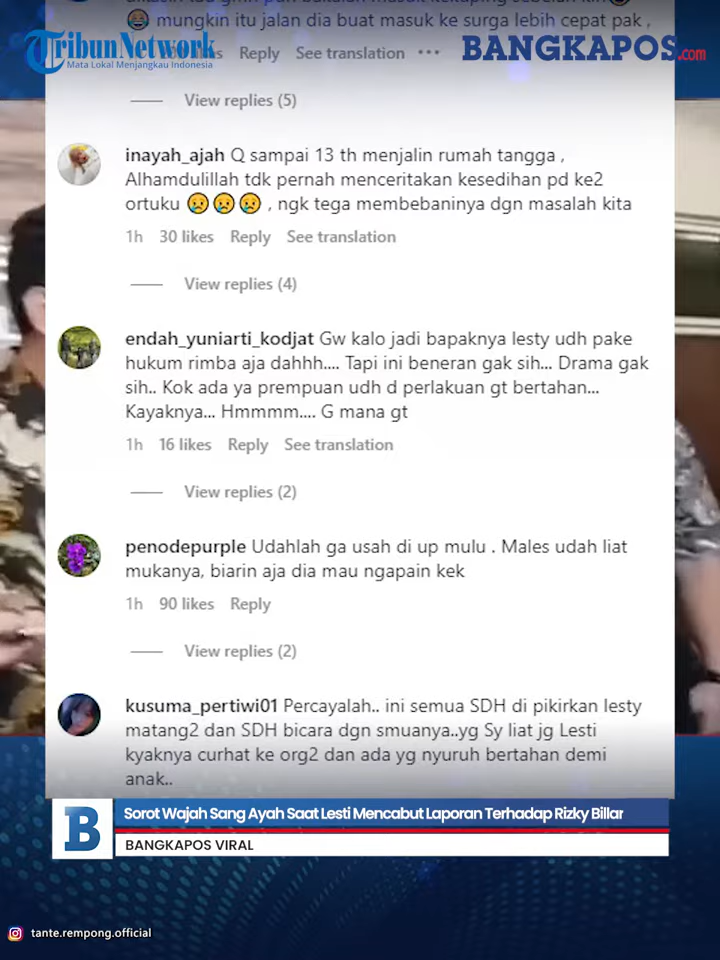 mungkin itu jalan dia buat masuk ke surga lebih cepat pak ,
Tribun Network
Mata Lokal Menjangkau Indonesia
Reply See translation
BANGKAPOS.com
View replies (5)
inayah_ajah Q sampai 13 th menjalin rumah tangga ,
Alhamdulillah tdk pernah menceritakan kesedihan pd ke2
ortuku 😥😥😥 , ngk tega membebaninya dgn masalah kita
1h 30 likes Reply See translation
View replies (4)
endah_yuniarti_kodjat Gw kalo jadi bapaknya lesty udh pake
hukum rimba aja dahhh.... Tapi ini beneran gak sih... Drama gak
sih.. Kok ada ya prempuan udh d perlakuan gt bertahan...
Kayaknya... Hmmmm.... G mana gt
1h 16 likes Reply See translation
View replies (2)
penodepurple Udahlah ga usah di up mulu . Males udah liat
mukanya, biarin aja dia mau ngapain kek
1h 90 likes Reply
View replies (2)
kusuma_pertiwi01 Percayalah.. ini semua SDH di pikirkan lesty
matang2 dan SDH bicara dgn smuanya..yg Sy liat jg Lesti
kyaknya curhat ke org2 dan ada yg nyuruh bertahan demi
anak..
B
Sorot Wajah Sang Ayah Saat Lesti Mencabut Laporan Terhadap Rizky Billar
BANGKAPOS VIRAL
tante.rempong.official